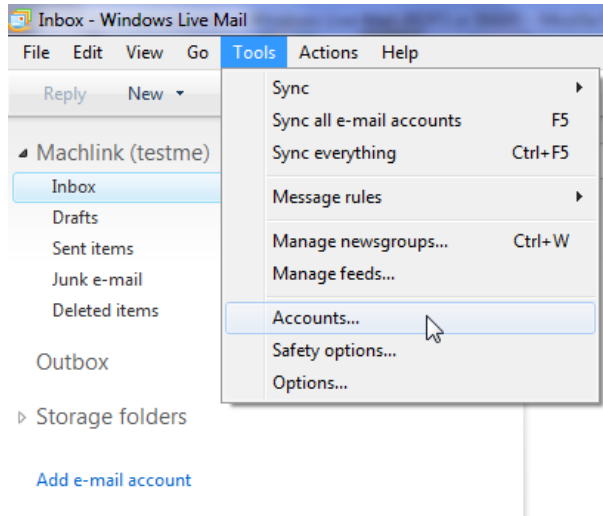 Inbox - Windows Live Mail
File Edit View Go Tools Actions Help
Reply New
Sync
Sync all e-mail accounts F5
Sync everything Ctrl+F5
Message rules
Manage newsgroups... Ctrl+W
Manage feeds...
Accounts...
Safety options...
Options...
Machlink (testme)
Inbox
Drafts
Sent items
Junk e-mail
Deleted items
Outbox
Storage folders
Add e-mail account